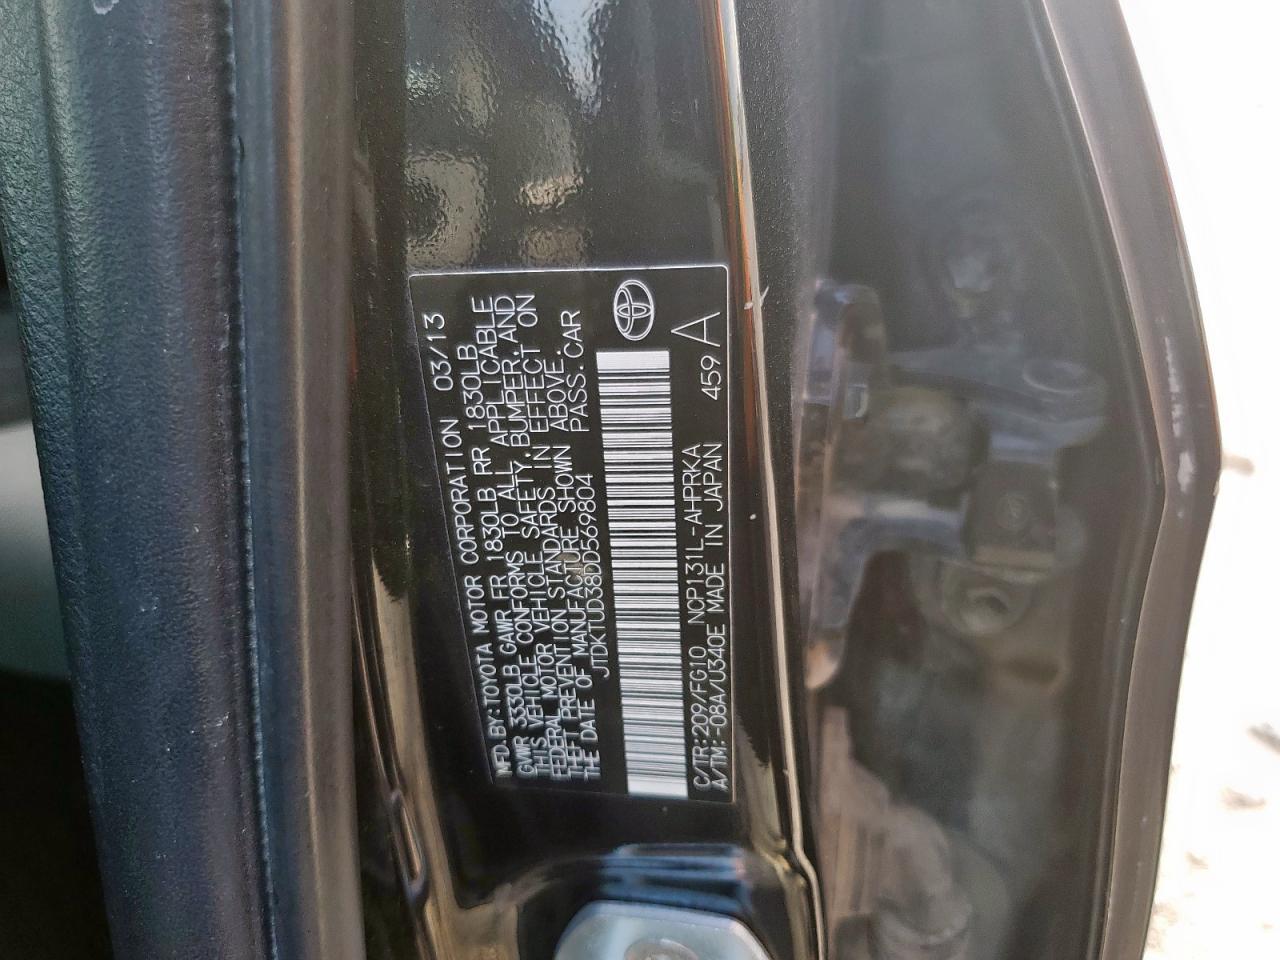 MFD.BY:TOYOTA MOTOR CORPORATION 03/13
GVWR 3330LB GAWR FR 1830LB RR 1830LB
THIS VEHICLE CONFORMS TO ALL APPLICABLE
FEDERAL MOTOR VEHICLE SAFETY,BUMPER,AND
THEFT PREVENTION STANDARDS IN EFFECT ON
THE DATE OF MANUFACTURE SHOWN ABOVE.
JTDKTUD38DD569804 PASS.CAR
C/TR:209/FG10 NCP131L-AHPRKA 459 A
A/TM:-08A/U340E MADE IN JAPAN